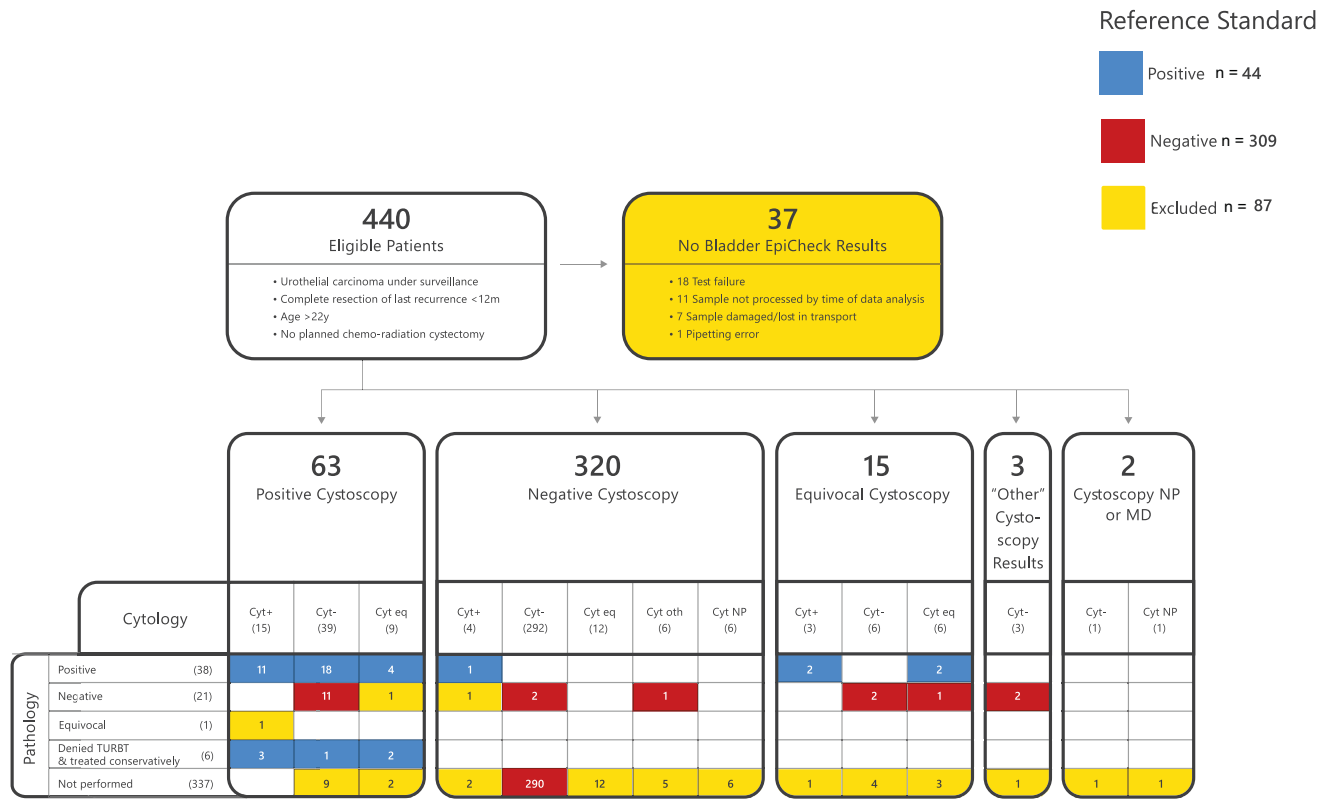 Reference Standard
Positive n = 44
Negative n = 309
Excluded n = 87
440
Eligible Patients
• Urothelial carcinoma under surveillance
• Complete resection of last recurrence <12m
• Age >22y
• No planned chemo-radiation cystectomy
37
No Bladder EpiCheck Results
• 18 Test failure
• 11 Sample not processed by time of data analysis
• 7 Sample damaged/lost in transport
• 1 Pipetting error
63
Positive Cystoscopy
320
Negative Cystoscopy
15
Equivocal Cystoscopy
3
"Other"
Cysto-
scopy
Results
2
Cystoscopy NP
or MD
Cytology
Cyt+ Cyt- Cyt eq Cyt+ Cyt- Cyt eq Cyt oth Cyt NP Cyt+ Cyt- Cyt eq Cyt- Cyt- Cyt NP
(15) (39) (9) (4) (292) (12) (6) (6) (3) (6) (6) (3) (1) (1)
Pathology
Positive (38) 11 18 4 1 2 2
Negative (21) 11 1 1 2 1 2 1 2
Equivocal (1) 1
Denied TURBT
& treated conservatively (6) 3 1 2
Not performed (337) 9 2 2 290 12 5 6 1 4 3 1 1 1